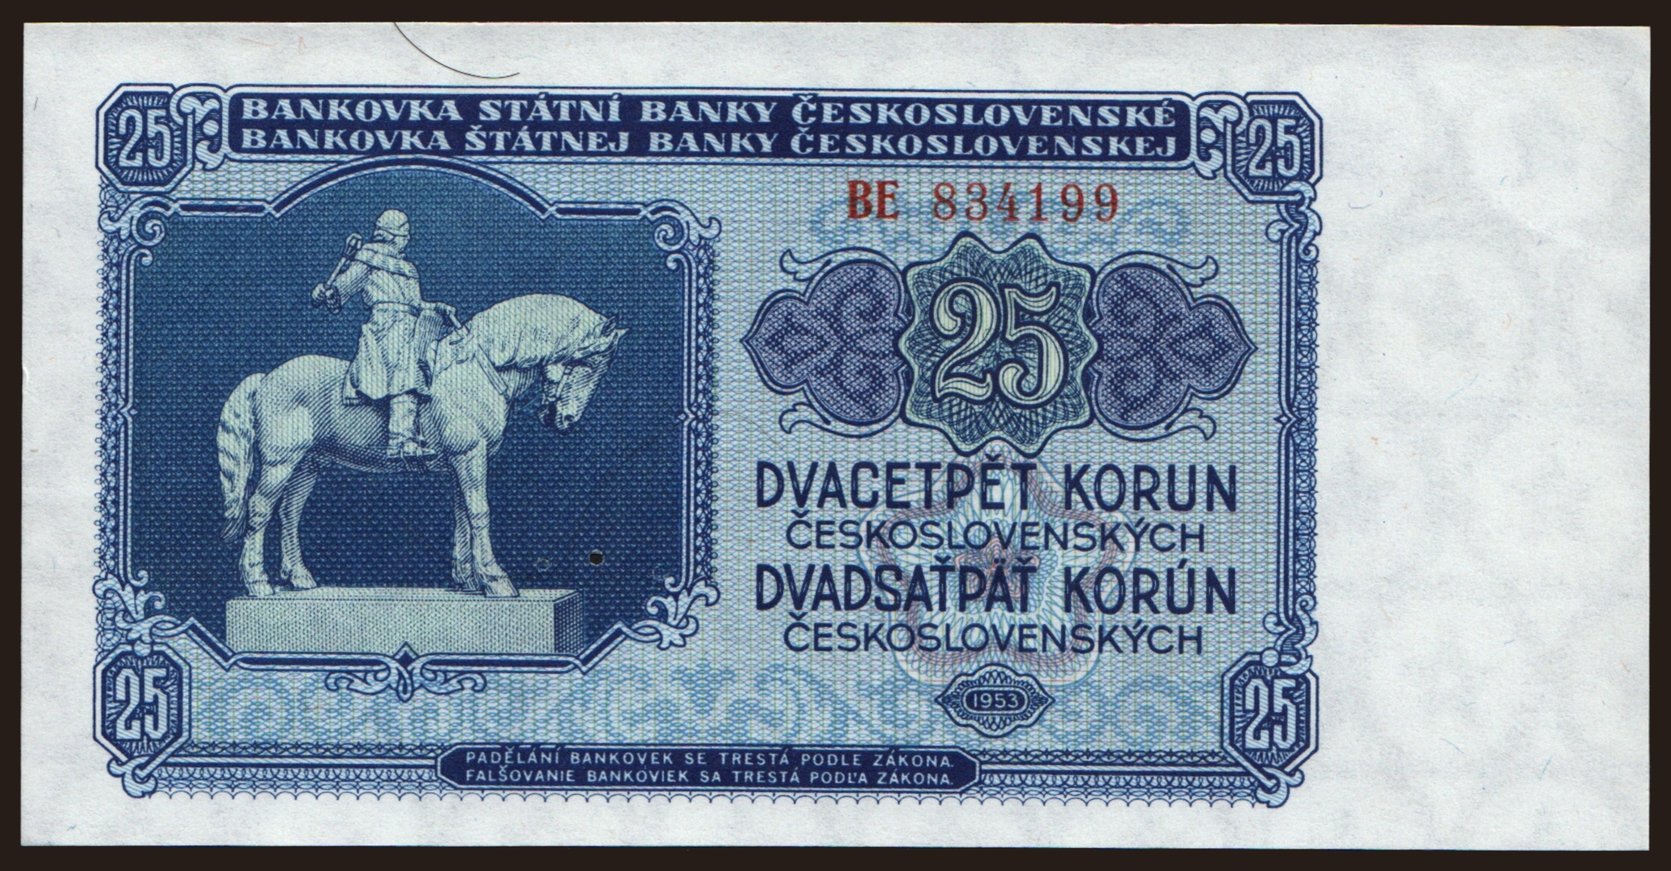 25 BANKOVKA STÁTNÍ BANKY ČESKOSLOVENSKÉ 25
BANKOVKA ŠTÁTNEJ BANKY ČESKOSLOVENSKEJ
BE 834199
25
DVACETPĚT KORUN
ČESKOSLOVENSKÝCH
DVADSAŤPÄŤ KORÚN
ČESKOSLOVENSKÝCH
1953
25 25
PADĚLÁNÍ BANKOVEK SE TRESTÁ PODLE ZÁKONA.
FALŠOVANIE BANKOVIEK SA TRESTÁ PODĽA ZÁKONA.